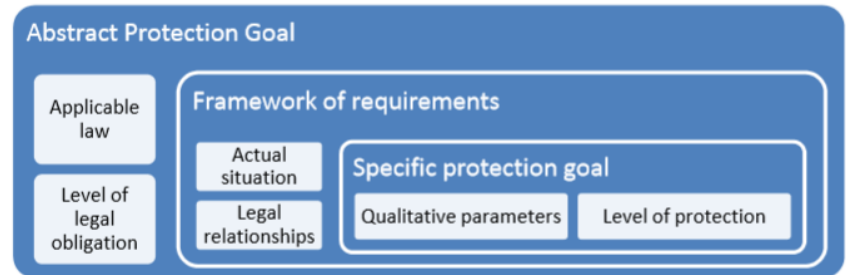 Abstract Protection Goal
Applicable
law
Level of
legal
obligation
Framework of requirements
Actual
situation
Legal
relationships
Specific protection goal
Qualitative parameters
Level of protection